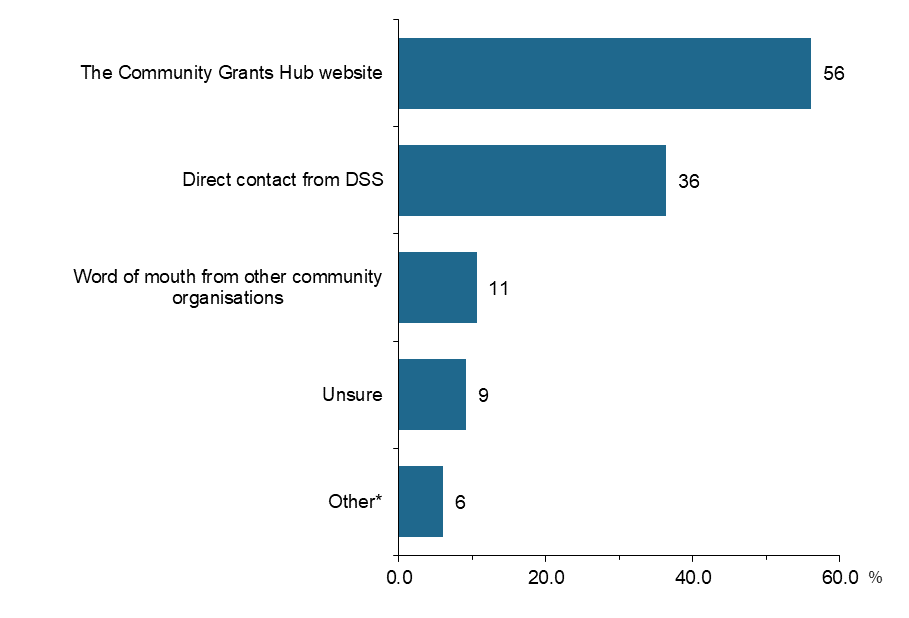 The Community Grants Hub website
56
Direct contact from DSS
36
Word of mouth from other community
organisations
11
Unsure
9
Other*
6
0.0 20.0 40.0 60.0 %